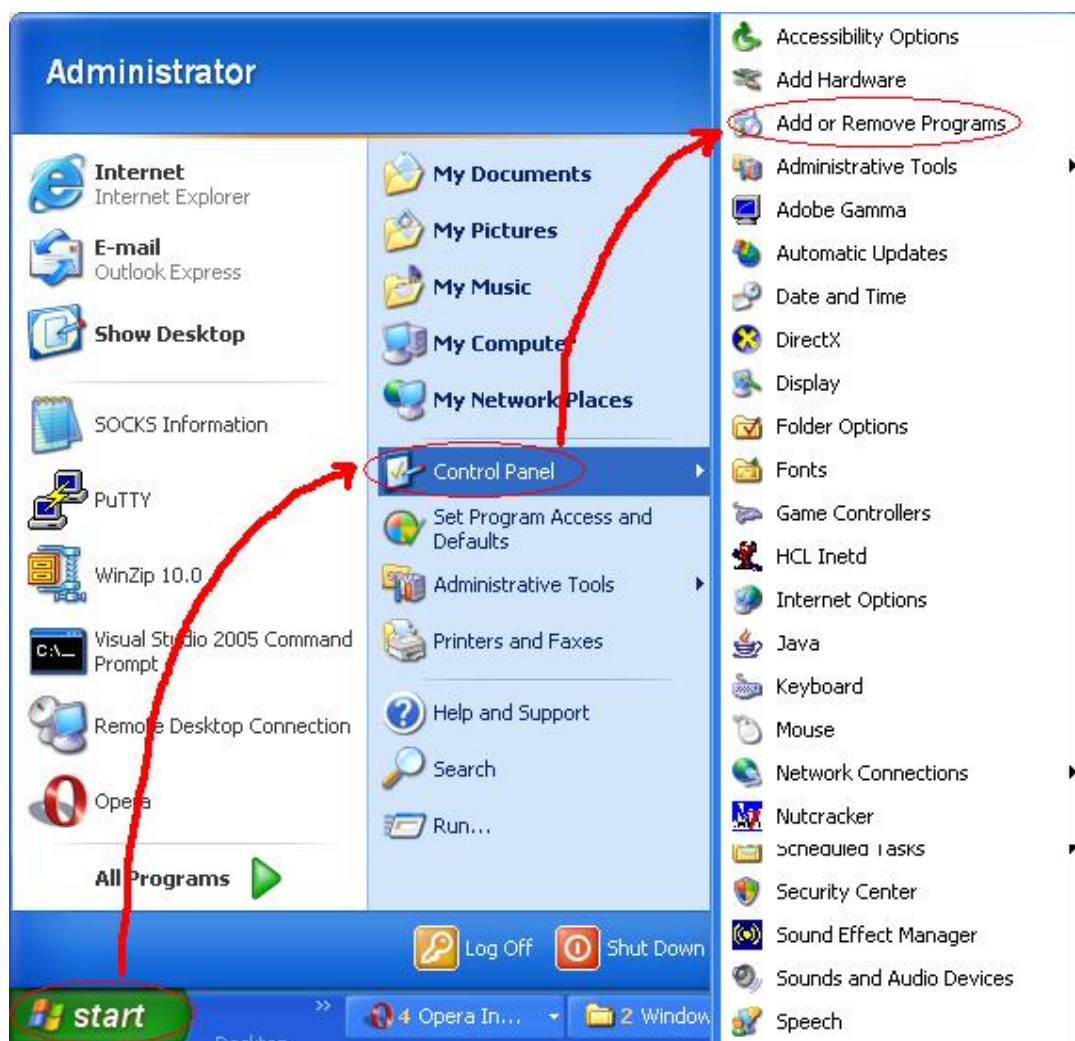 Administrator
Internet
Internet Explorer
E-mail
Outlook Express
Show Desktop
SOCKS Information
PuTTY
WinZip 10.0
C:\_
Visual Studio 2005 Command
Prompt
Remote Desktop Connection
Opera
All Programs
My Documents
My Pictures
My Music
My Computer
My Network Places
Control Panel
Set Program Access and
Defaults
Administrative Tools
Printers and Faxes
Help and Support
Search
Run...
Log Off
Shut Down
start
»
Desktop
4 Opera In...
2 Window
Accessibility Options
Add Hardware
Add or Remove Programs
Administrative Tools
Adobe Gamma
Automatic Updates
Date and Time
DirectX
Display
Folder Options
Fonts
Game Controllers
HCL Inetd
Internet Options
Java
Keyboard
Mouse
Network Connections
Nutcracker
Scheduled Tasks
Security Center
Sound Effect Manager
Sounds and Audio Devices
Speech